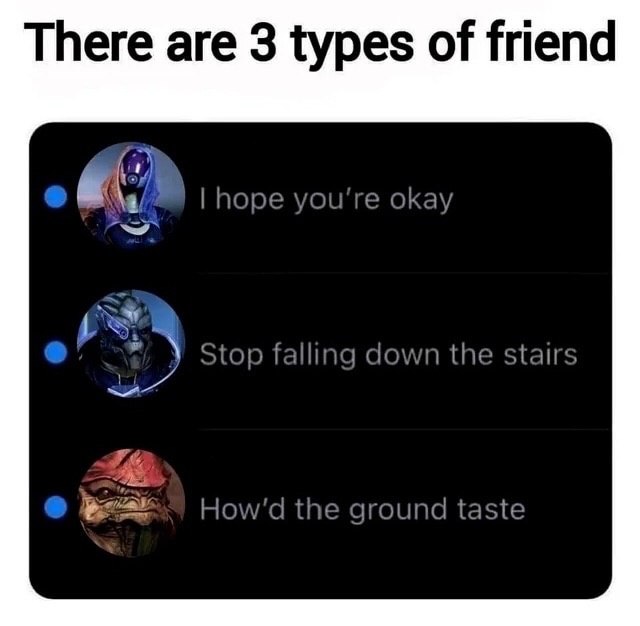 There are 3 types of friend
I hope you're okay
Stop falling down the stairs
How'd the ground taste